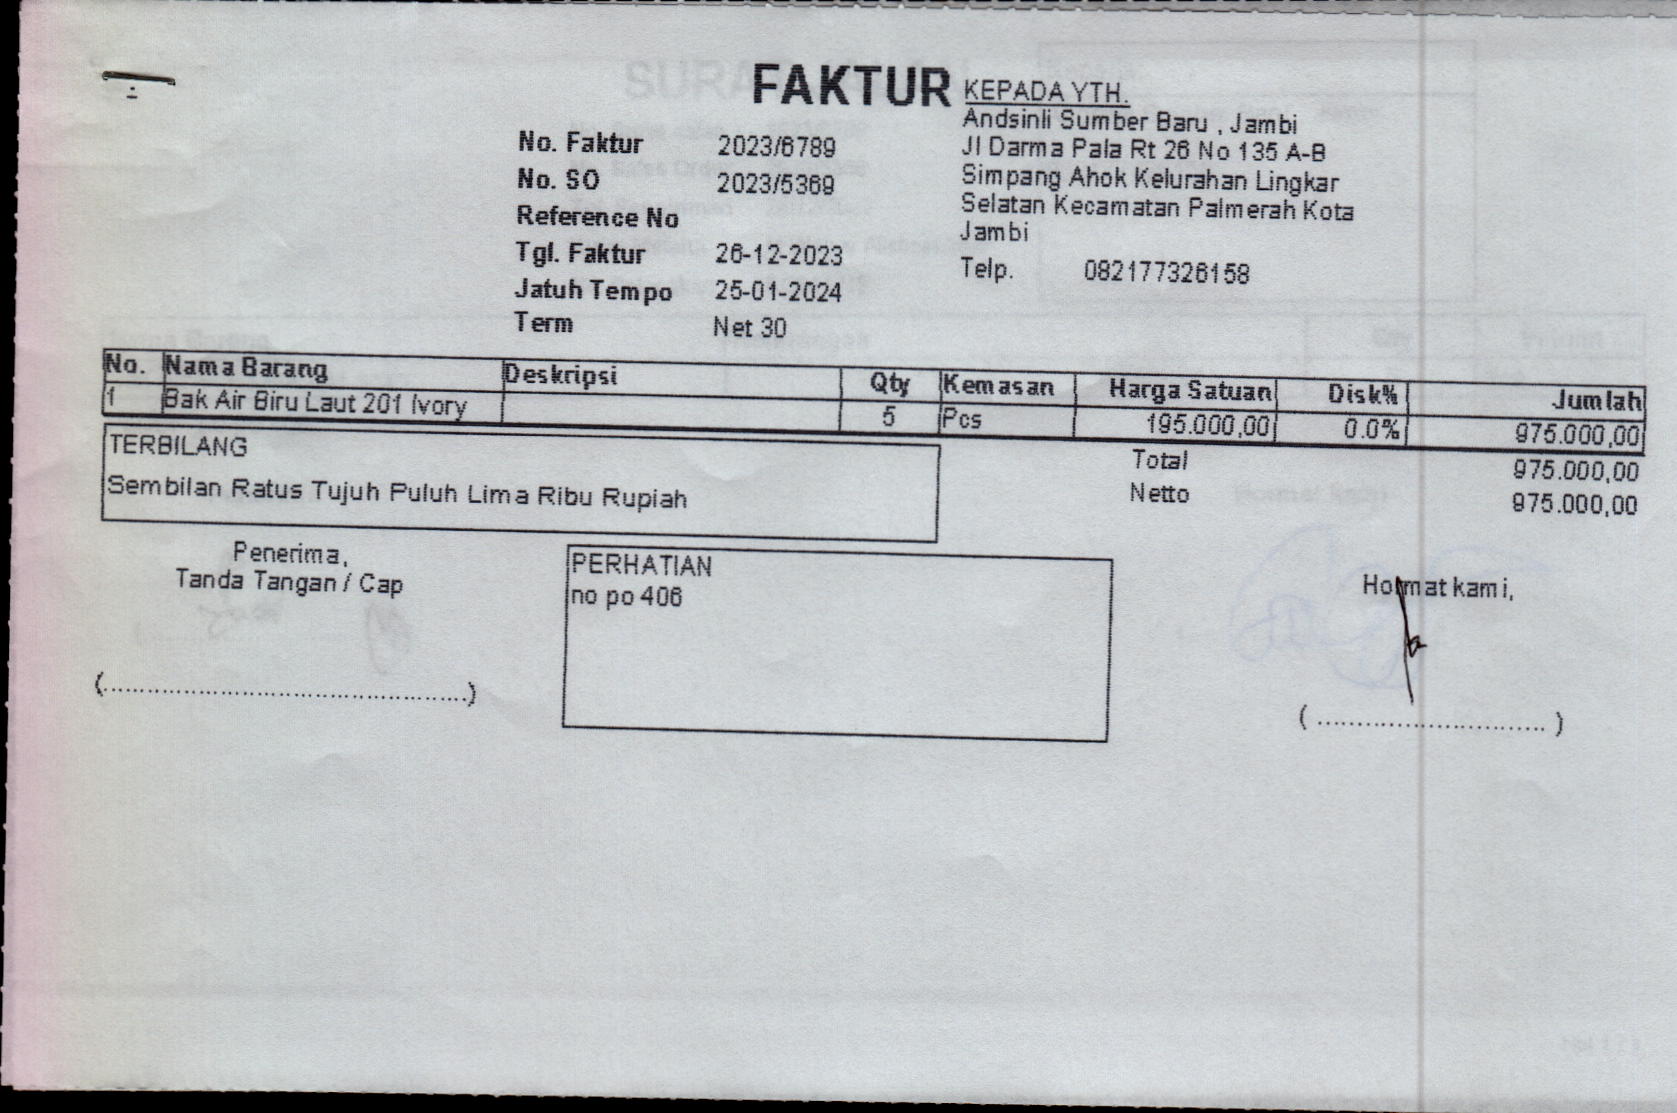 FAKTUR
No. Faktur 2023/6789
No. SO 2023/5369
Reference No
Tgl. Faktur 26-12-2023
Jatuh Tempo 25-01-2024
Term Net 30
KEPADA YTH.
Andsinli Sumber Baru , Jambi
Jl Darma Pala Rt 26 No 135 A-B
Simpang Ahok Kelurahan Lingkar
Selatan Kecamatan Palmerah Kota
Jambi
Telp. 082177326158
No. Nama Barang Deskripsi Qty Kemasan Harga Satuan Disk% Jumlah
1 Bak Air Biru Laut 201 Ivory 5 Pcs 195.000,00 0.0% 975.000,00
Total 975.000,00
Netto 975.000,00
TERBILANG
Sembilan Ratus Tujuh Puluh Lima Ribu Rupiah
Penerima,
Tanda Tangan / Cap
(............................................)
PERHATIAN
no po 406
Hormat kami,
( ............................ )